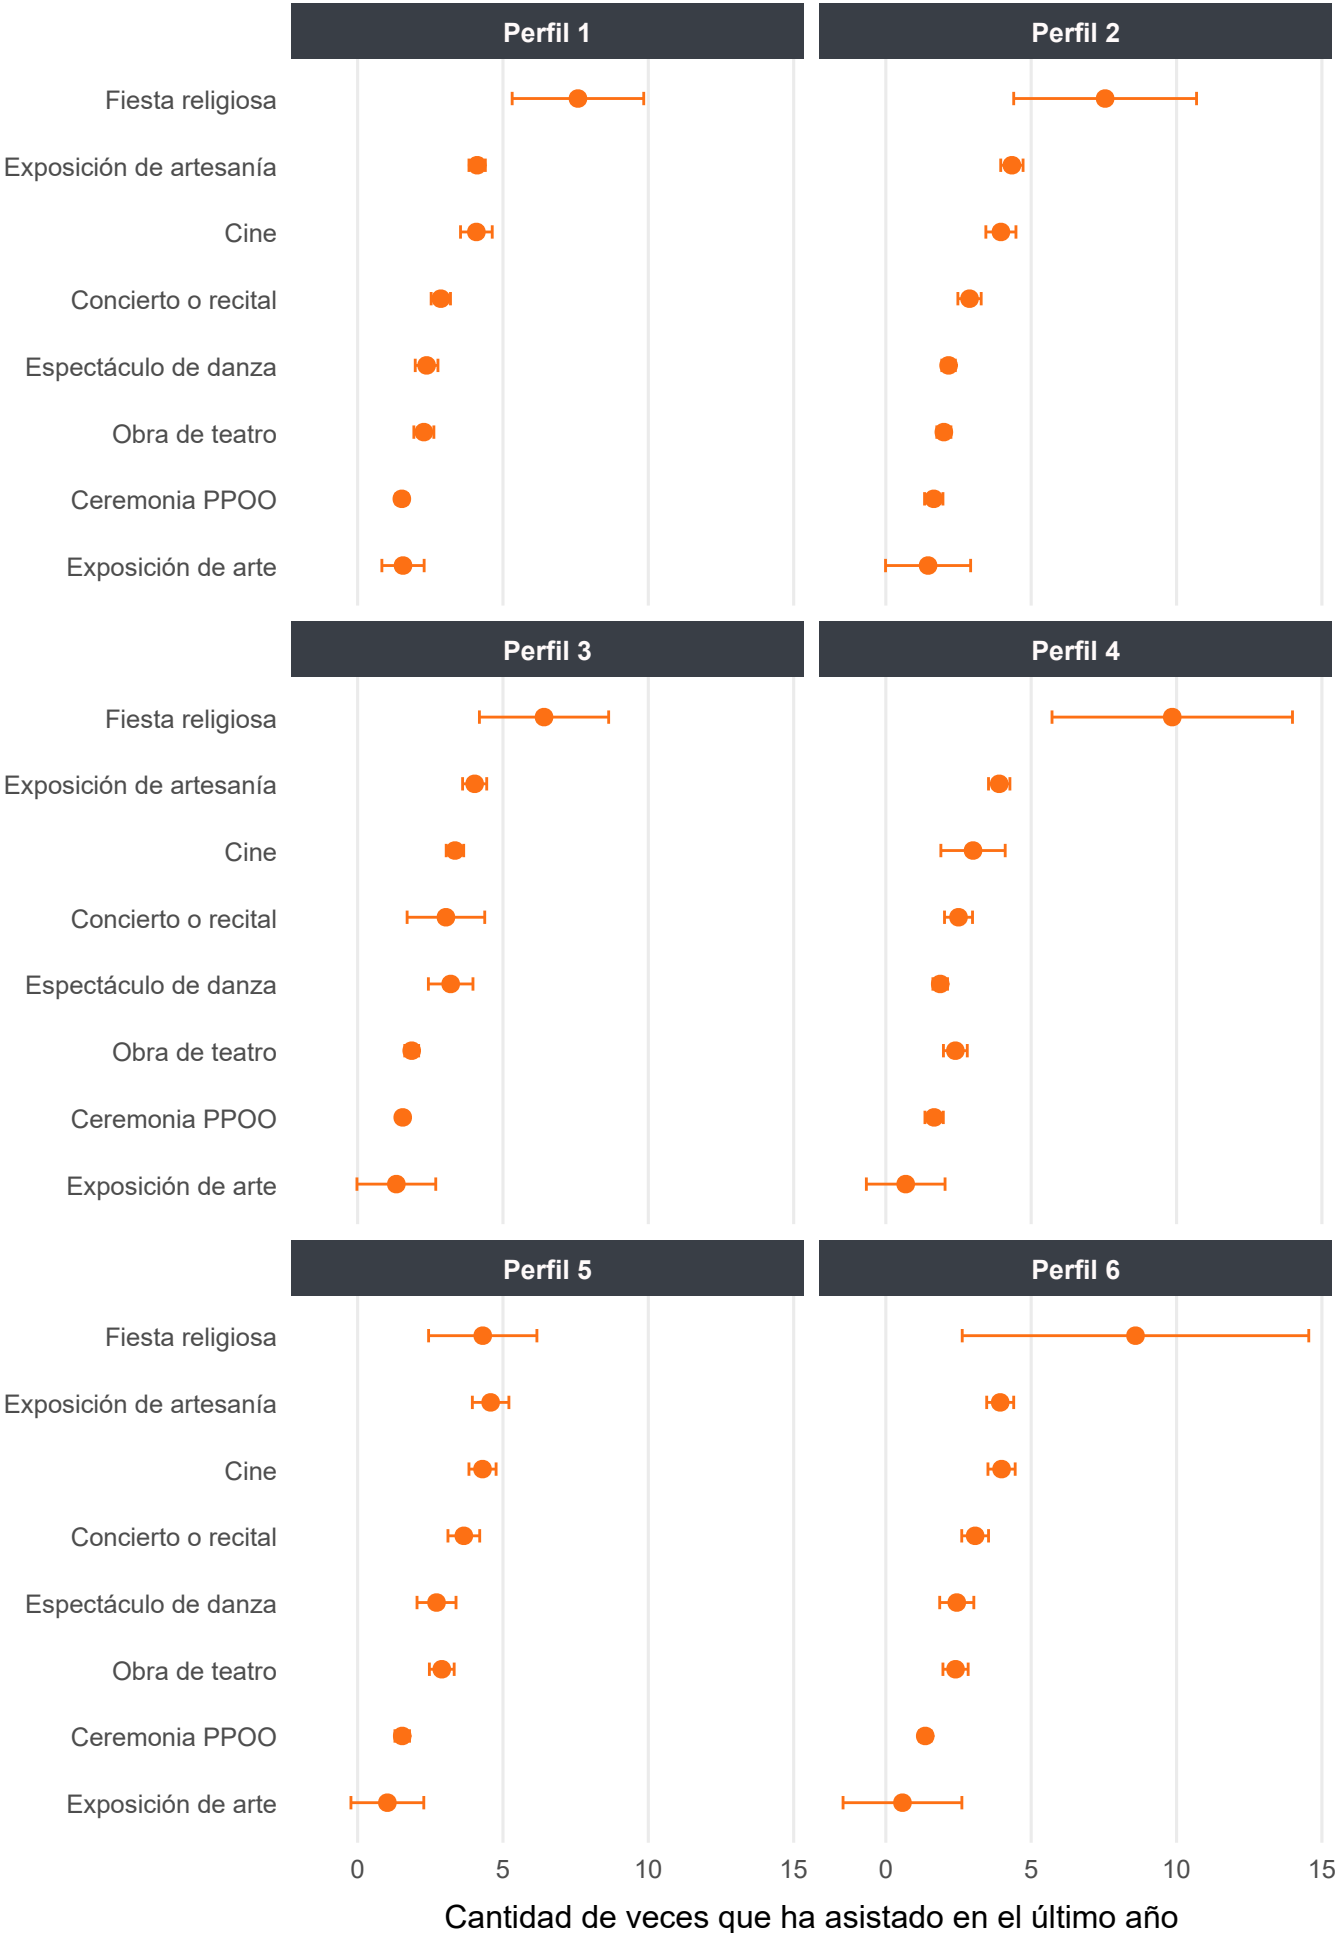 Perfil 1
Perfil 2
Fiesta religiosa
Exposición de artesanía
Cine
Concierto o recital
Espectáculo de danza
Obra de teatro
Ceremonia PPOO
Exposición de arte
Perfil 3
Perfil 4
Fiesta religiosa
Exposición de artesanía
Cine
Concierto o recital
Espectáculo de danza
Obra de teatro
Ceremonia PPOO
Exposición de arte
Perfil 5
Perfil 6
Fiesta religiosa
Exposición de artesanía
Cine
Concierto o recital
Espectáculo de danza
Obra de teatro
Ceremonia PPOO
Exposición de arte
0 5 10 15 0 5 10 15
Cantidad de veces que ha asistado en el último año